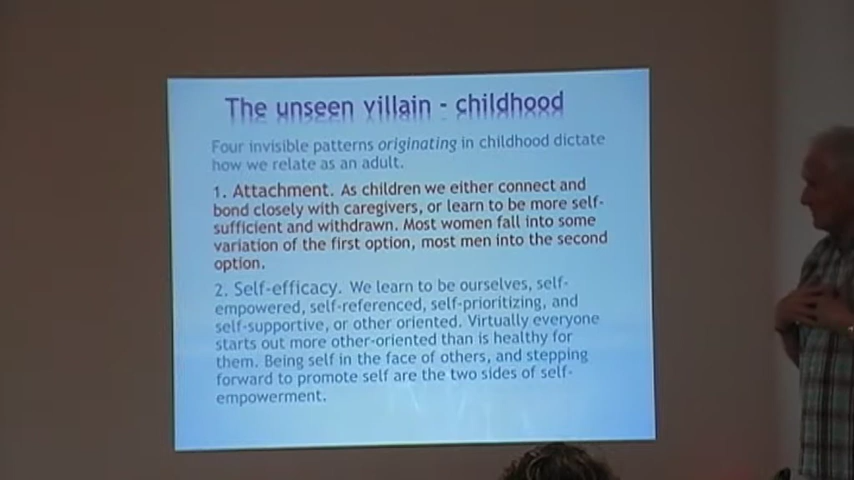 The unseen villain - childhood
Four invisible patterns originating in childhood dictate
how we relate as an adult.
1. Attachment. As children we either connect and
bond closely with caregivers, or learn to be more self-
sufficient and withdrawn. Most women fall into some
variation of the first option, most men into the second
option.
2. Self-efficacy. We learn to be ourselves, self-
empowered, self-referenced, self-prioritizing, and
self-supportive, or other oriented. Virtually everyone
starts out more other-oriented than is healthy for
them. Being self in the face of others, and stepping
forward to promote self are the two sides of self-
empowerment.